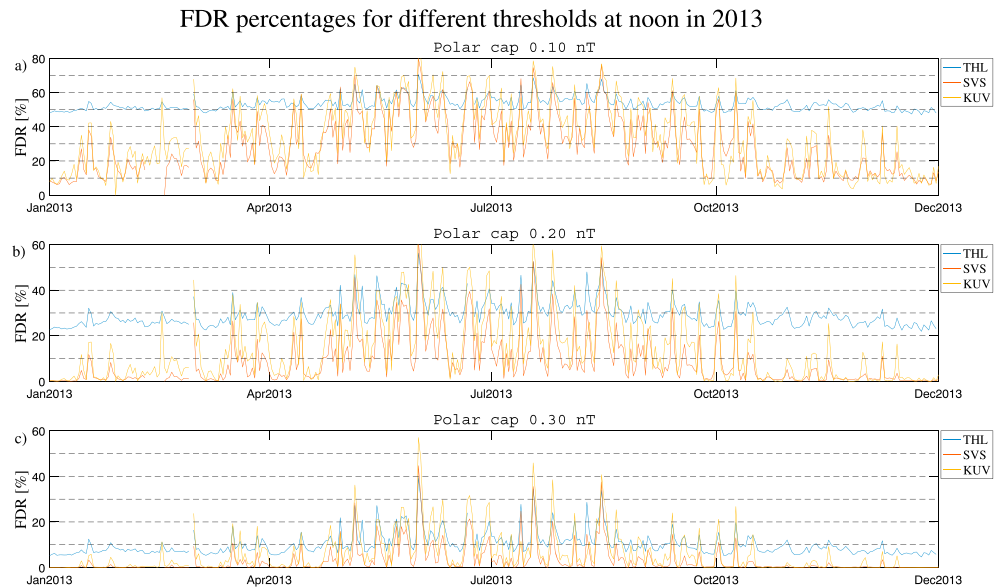 FDR percentages for different thresholds at noon in 2013
Polar cap 0.10 nT
a)
FDR [%]
80
60
40
20
0
Jan2013 Apr2013 Jul2013 Oct2013 Dec2013
THL
SVS
KUV
Polar cap 0.20 nT
b)
FDR [%]
60
40
20
0
Jan2013 Apr2013 Jul2013 Oct2013 Dec2013
THL
SVS
KUV
Polar cap 0.30 nT
c)
FDR [%]
60
40
20
0
Jan2013 Apr2013 Jul2013 Oct2013 Dec2013
THL
SVS
KUV